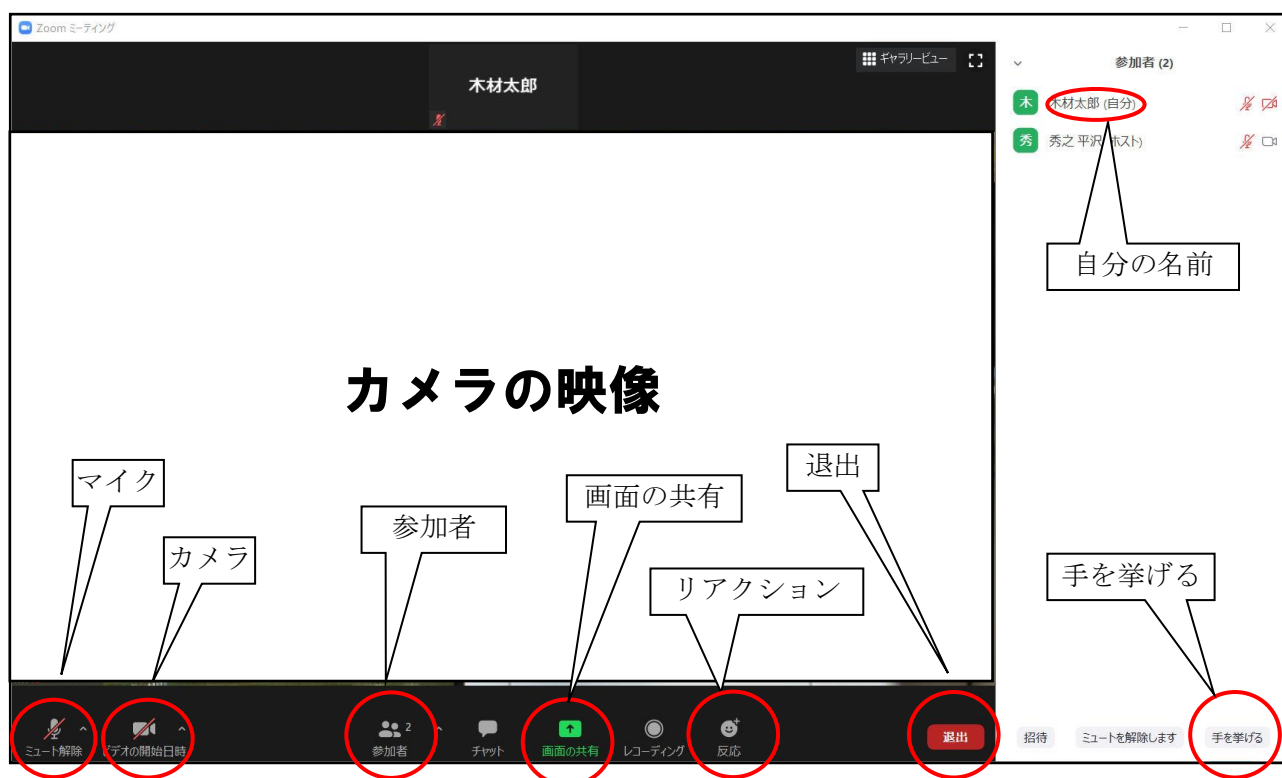 Zoom ミーティング
ギャラリービュー
参加者 (2)
木材太郎
木 木材太郎 (自分)
秀 秀之 平沢 ホスト)
自分の名前
カメラの映像
マイク
カメラ
参加者
画面の共有
リアクション
退出
手を挙げる
ミュート解除
ビデオの開始日時
参加者 2
チャット
画面の共有
レコーディング
反応
退出
招待
ミュートを解除します
手を挙げる